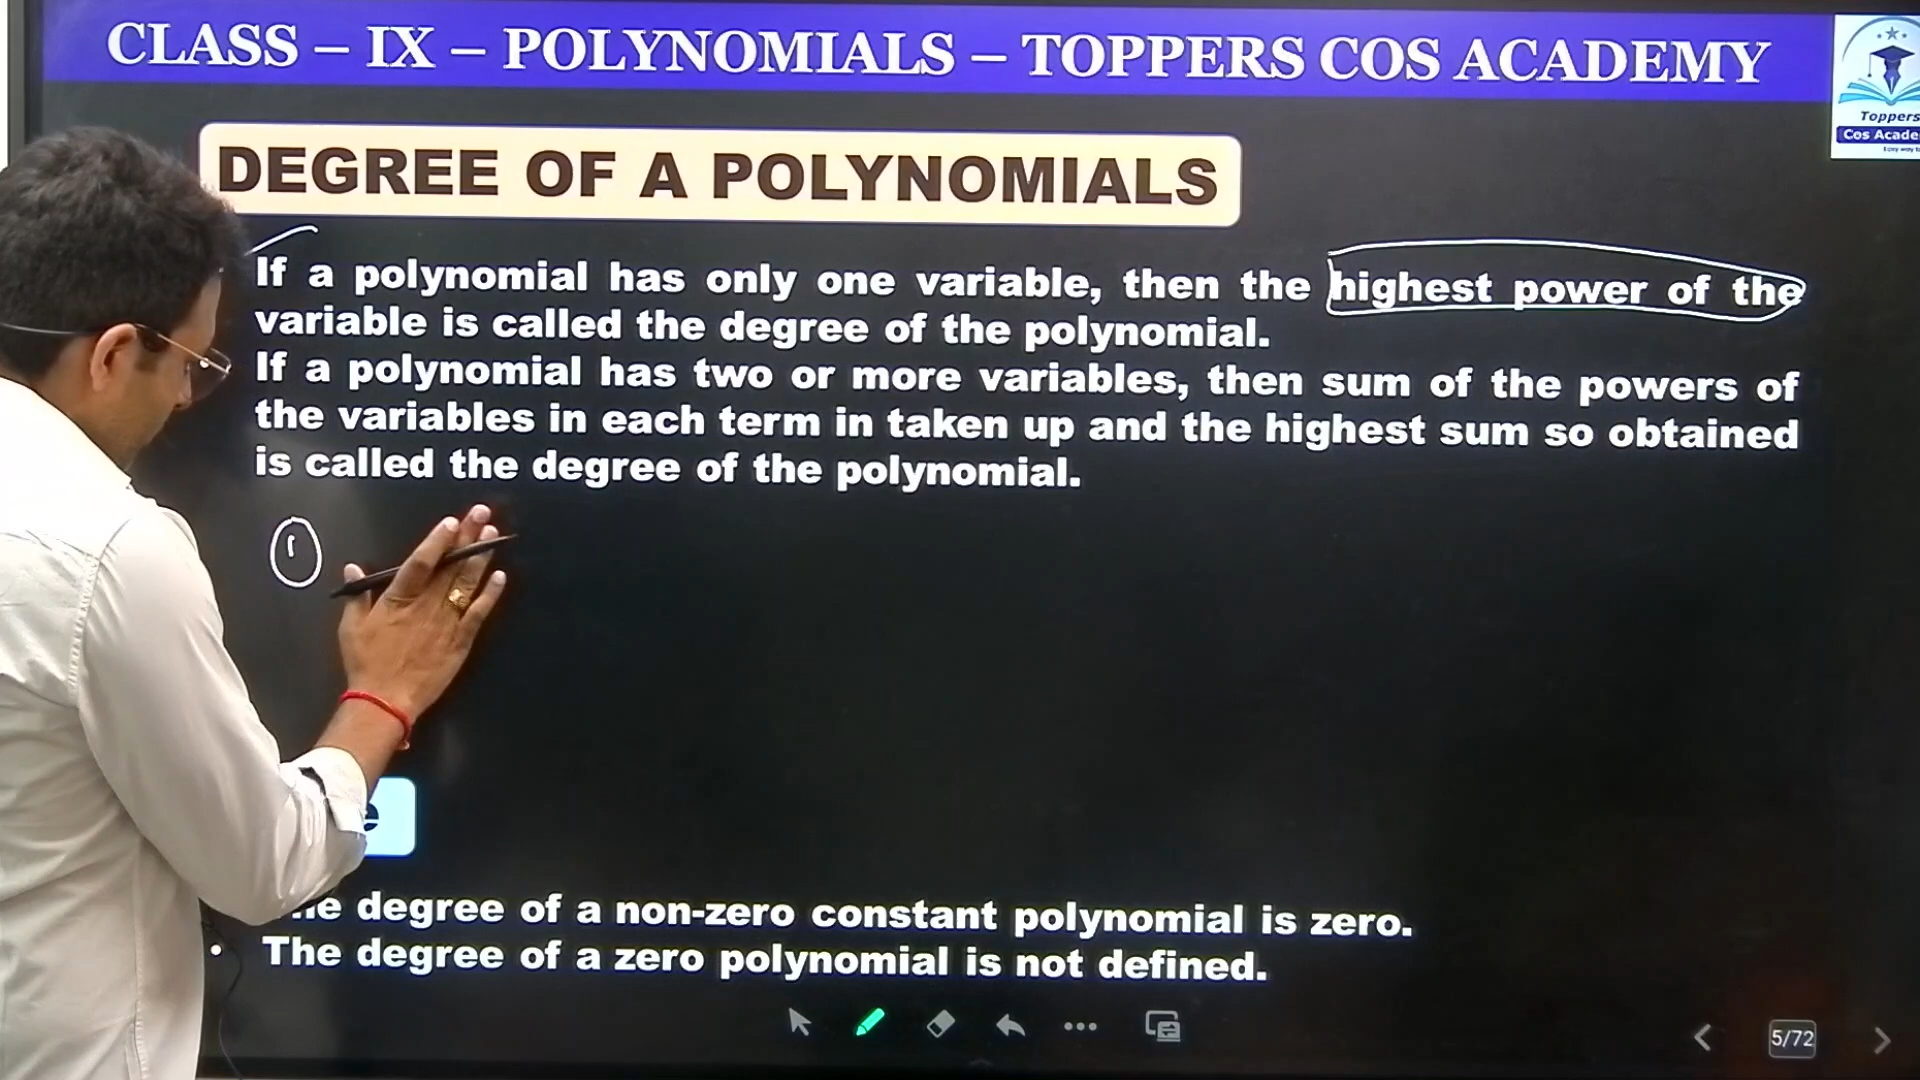 CLASS – IX – POLYNOMIALS – TOPPERS COS ACADEMY
Toppers
Cos Acade
DEGREE OF A POLYNOMIALS
If a polynomial has only one variable, then the highest power of the
variable is called the degree of the polynomial.
If a polynomial has two or more variables, then sum of the powers of
the variables in each term in taken up and the highest sum so obtained
is called the degree of the polynomial.
e
degree of a non-zero constant polynomial is zero.
• The degree of a zero polynomial is not defined.
5/72